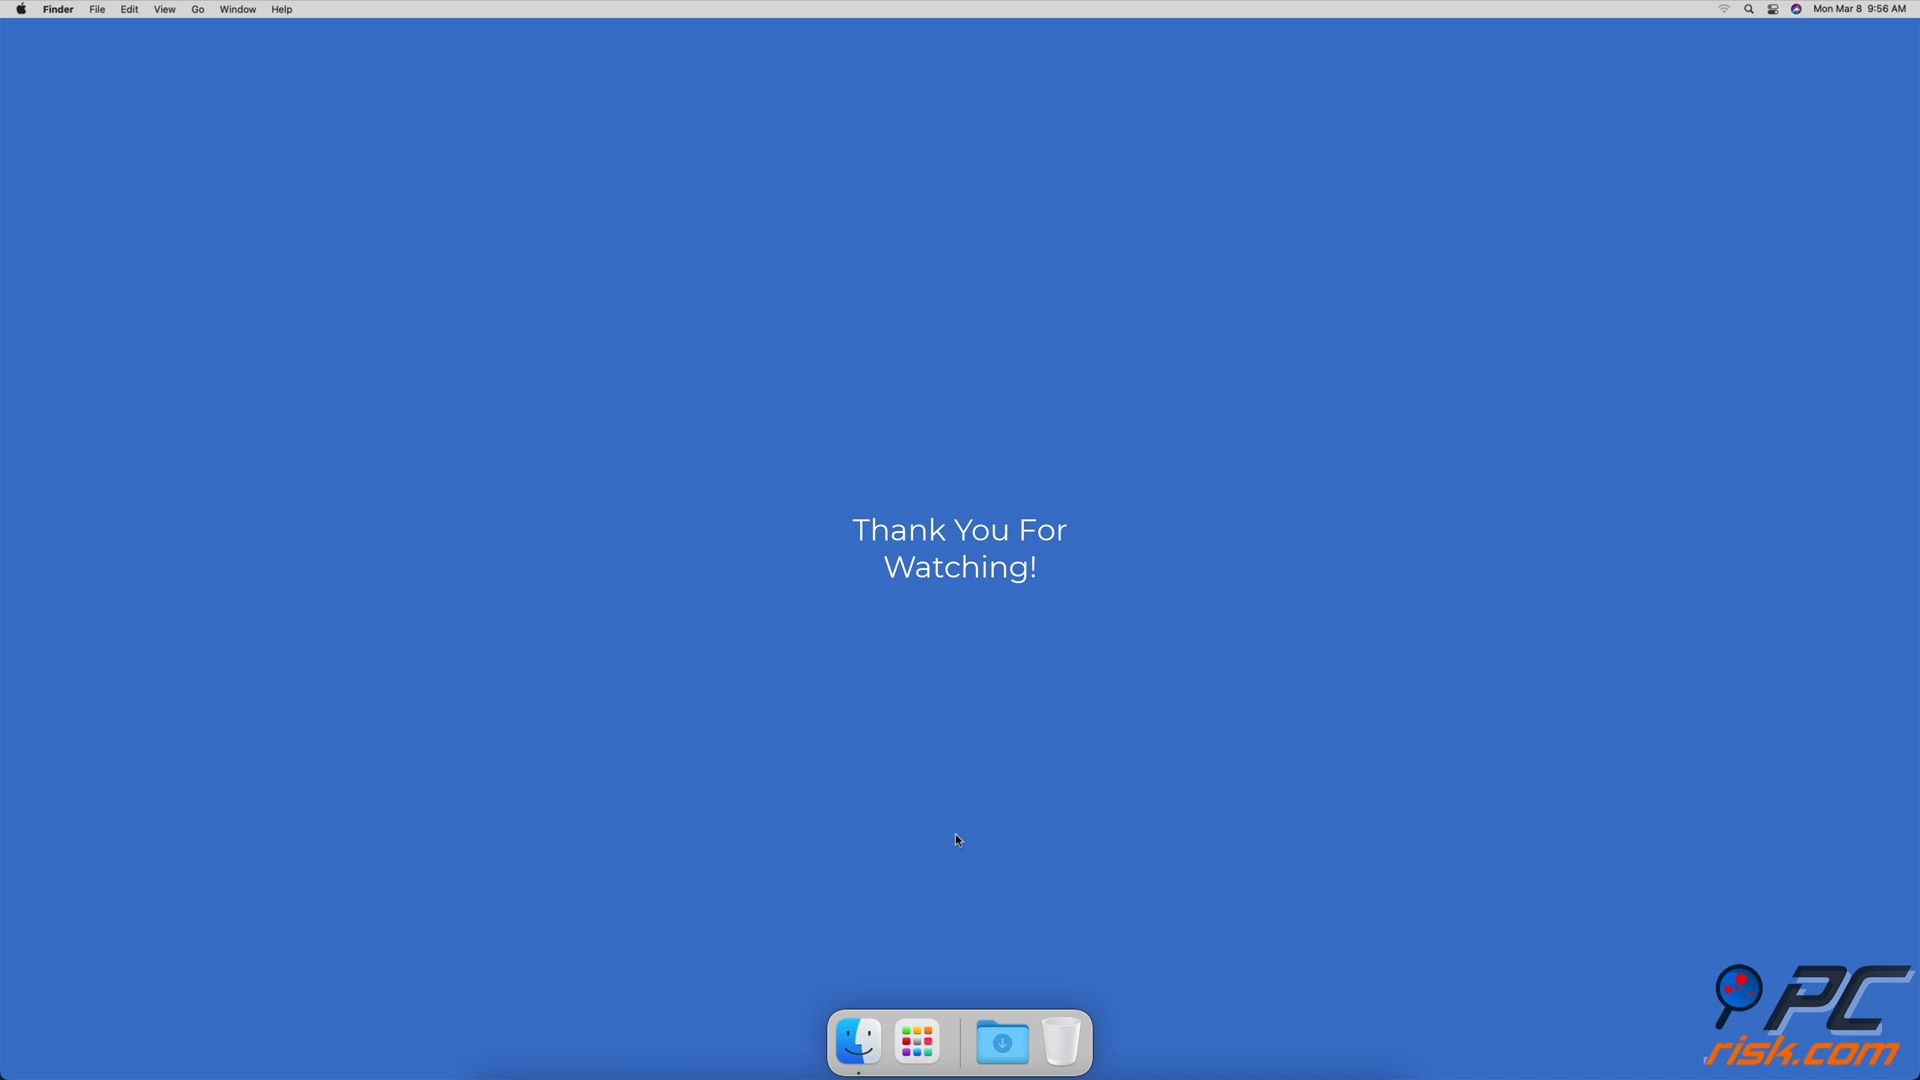 Finder File Edit View Go Window Help Mon Mar 8 9:56 AM
Thank You For
Watching!
PC
risk.com